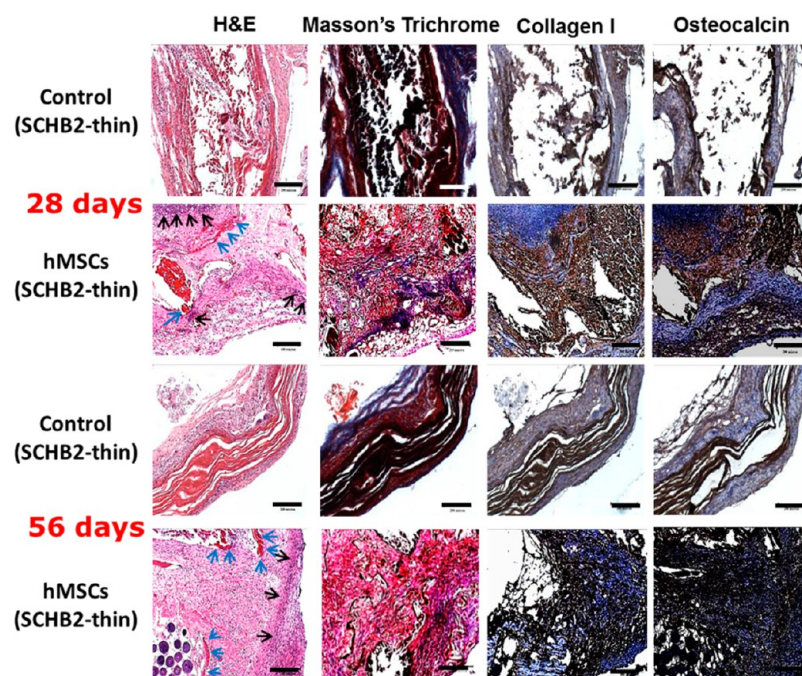 H&E Masson's Trichrome Collagen I Osteocalcin
Control
(SCHB2-thin)
28 days
hMSCs
(SCHB2-thin)
Control
(SCHB2-thin)
56 days
hMSCs
(SCHB2-thin)